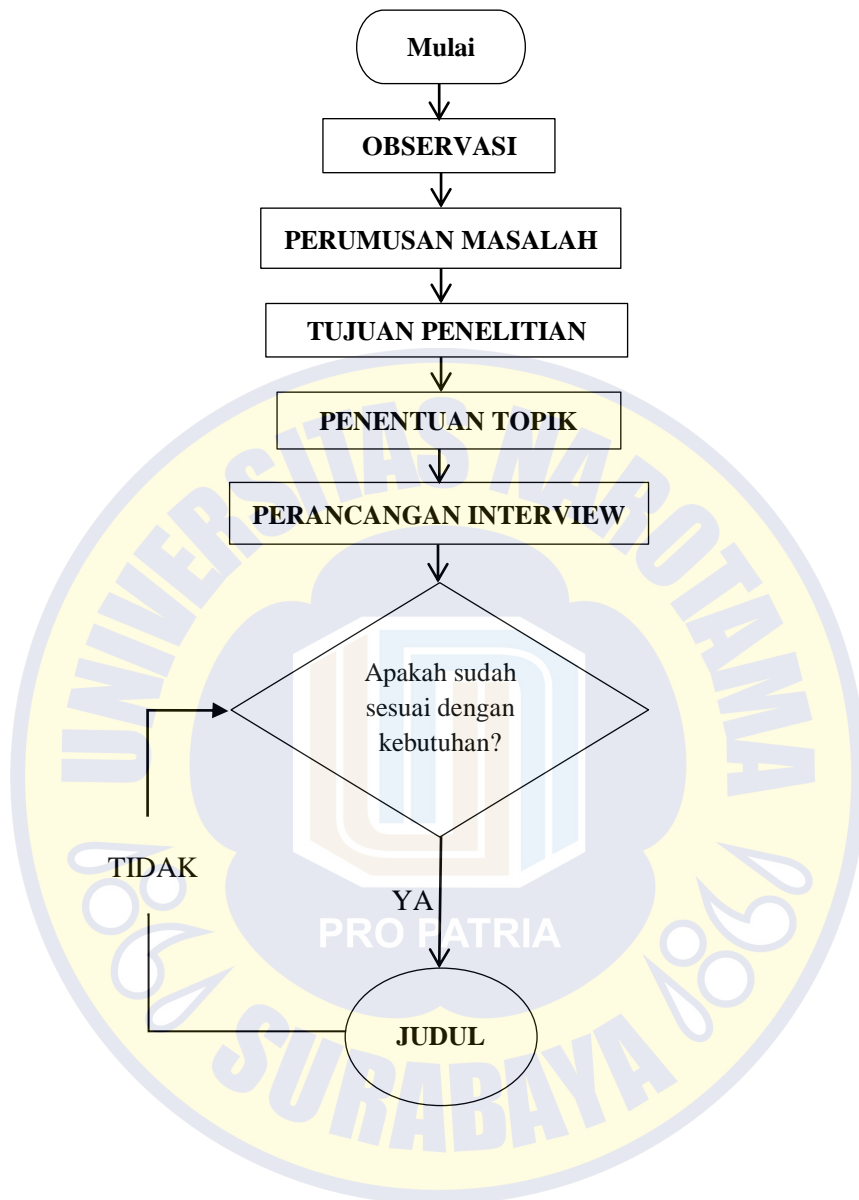 Mulai
OBSERVASI
PERUMUSAN MASALAH
TUJUAN PENELITIAN
PENENTUAN TOPIK
PERANCANGAN INTERVIEW
Apakah sudah
sesuai dengan
kebutuhan?
TIDAK
YA
JUDUL
UNIVERSITAS NAROTAMA
PRO PATRIA
SURABAYA